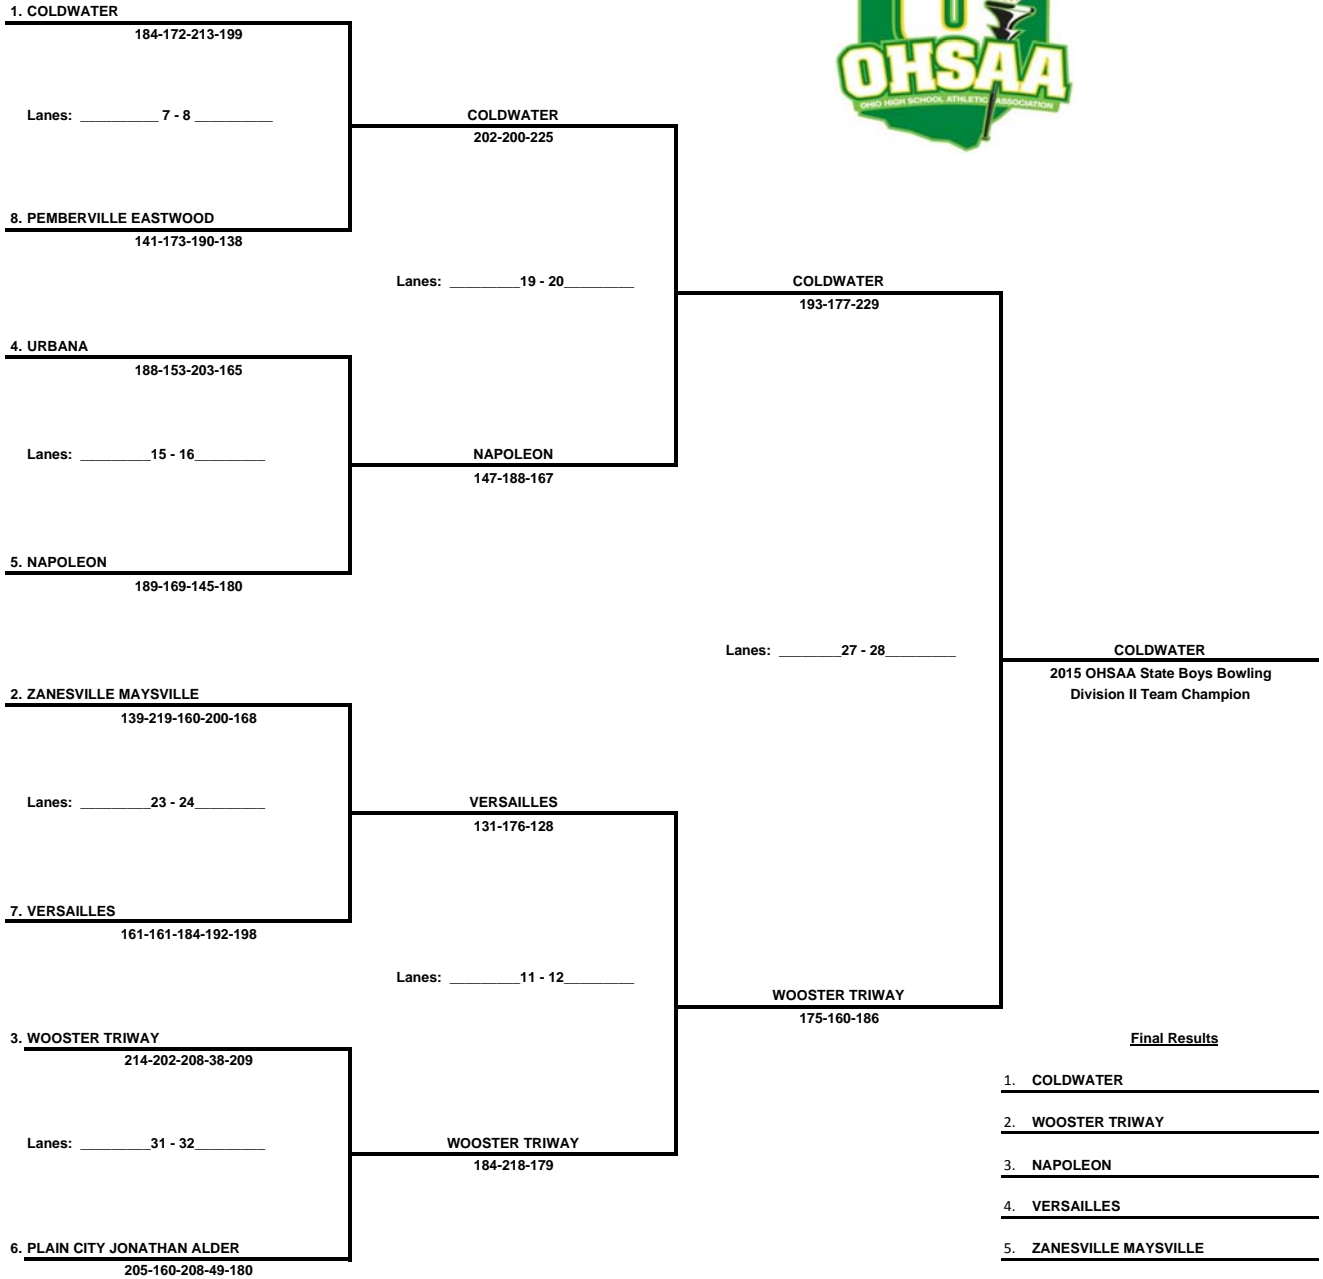 1. COLDWATER
184-172-213-199
Lanes: __________ 7 - 8 __________
8. PEMBERVILLE EASTWOOD
141-173-190-138
4. URBANA
188-153-203-165
Lanes: _________15 - 16_________
5. NAPOLEON
189-169-145-180
2. ZANESVILLE MAYSVILLE
139-219-160-200-168
Lanes: _________23 - 24_________
7. VERSAILLES
161-161-184-192-198
3. WOOSTER TRIWAY
214-202-208-38-209
Lanes: _________31 - 32_________
6. PLAIN CITY JONATHAN ALDER
205-160-208-49-180
COLDWATER
202-200-225
Lanes: _________19 - 20_________
NAPOLEON
147-188-167
VERSAILLES
131-176-128
Lanes: _________11 - 12_________
WOOSTER TRIWAY
184-218-179
OHSAA
OHIO HIGH SCHOOL ATHLETIC ASSOCIATION
COLDWATER
193-177-229
Lanes: ________27 - 28_________
WOOSTER TRIWAY
175-160-186
COLDWATER
2015 OHSAA State Boys Bowling
Division II Team Champion
Final Results
1. COLDWATER
2. WOOSTER TRIWAY
3. NAPOLEON
4. VERSAILLES
5. ZANESVILLE MAYSVILLE